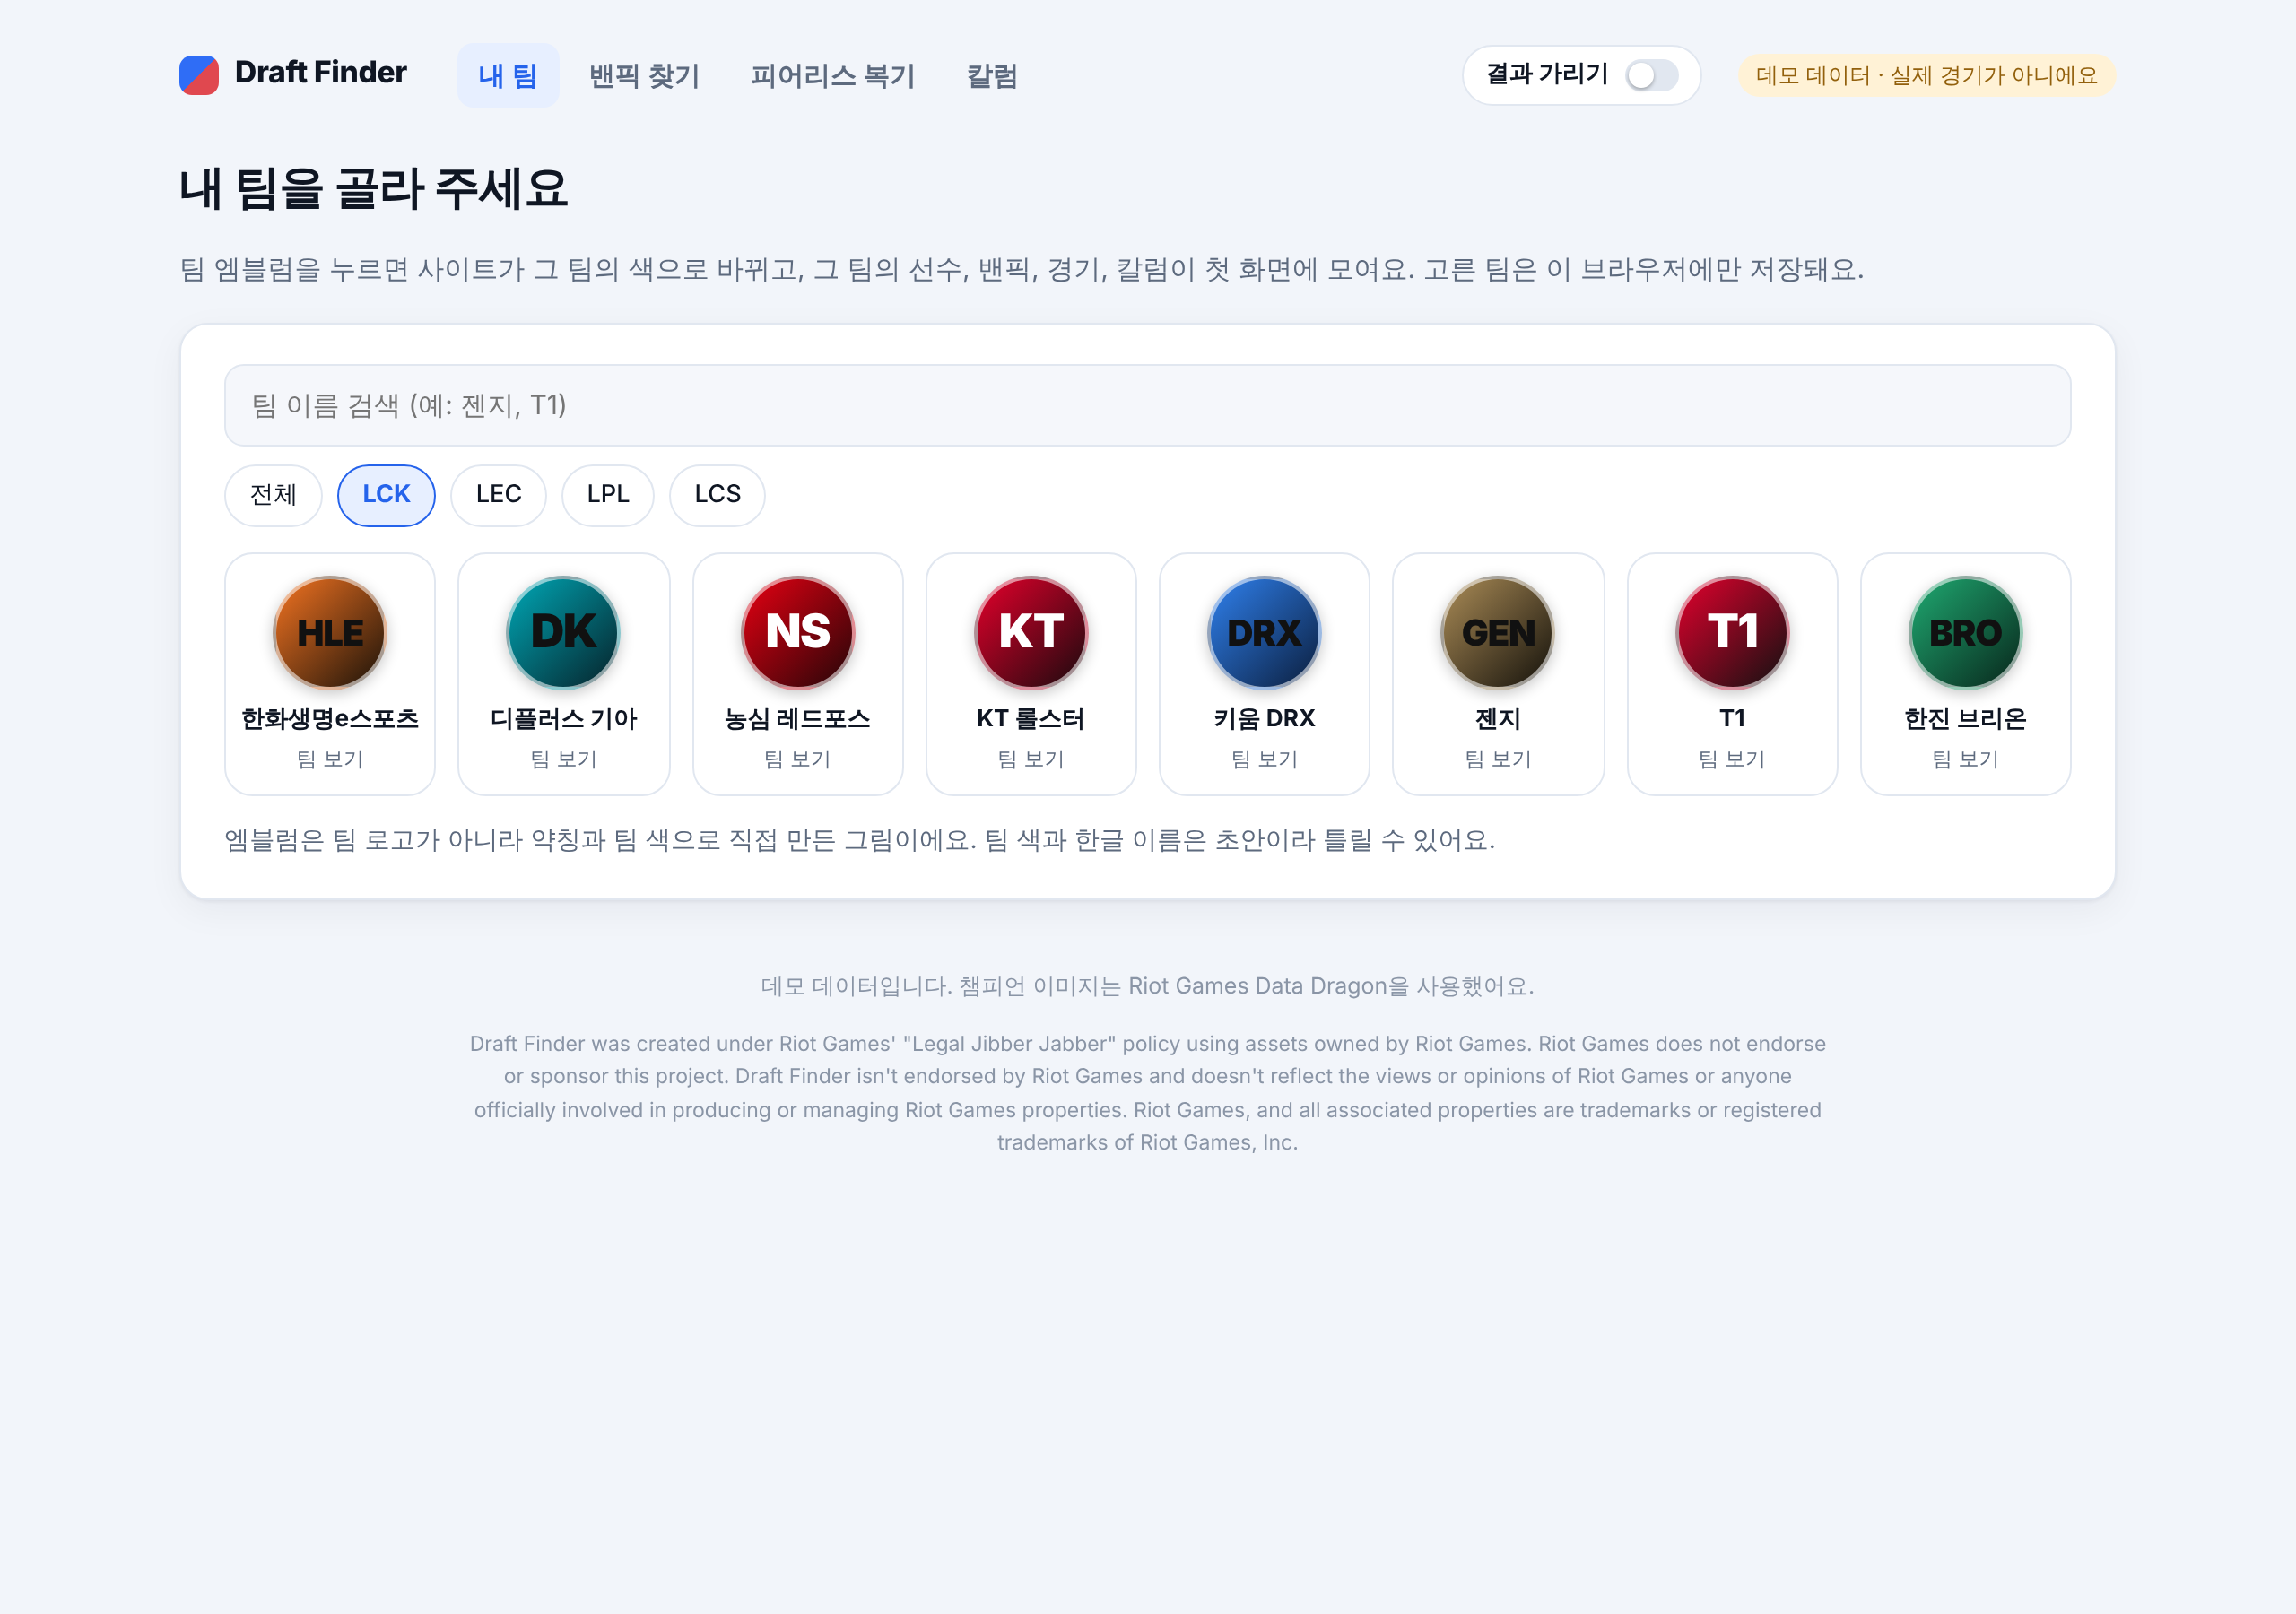 Draft Finder
내 팀
밴픽 찾기
피어리스 복기
칼럼
결과 가리기
데모 데이터 · 실제 경기가 아니에요
내 팀을 골라 주세요
팀 엠블럼을 누르면 사이트가 그 팀의 색으로 바뀌고, 그 팀의 선수, 밴픽, 경기, 칼럼이 첫 화면에 모여요. 고른 팀은 이 브라우저에만 저장돼요.
팀 이름 검색 (예: 젠지, T1)
전체
LCK
LEC
LPL
LCS
HLE
한화생명e스포츠
팀 보기
DK
디플러스 기아
팀 보기
NS
농심 레드포스
팀 보기
KT
KT 롤스터
팀 보기
DRX
키움 DRX
팀 보기
GEN
젠지
팀 보기
T1
T1
팀 보기
BRO
한진 브리온
팀 보기
엠블럼은 팀 로고가 아니라 약칭과 팀 색으로 직접 만든 그림이에요. 팀 색과 한글 이름은 초안이라 틀릴 수 있어요.
데모 데이터입니다. 챔피언 이미지는 Riot Games Data Dragon을 사용했어요.
Draft Finder was created under Riot Games' "Legal Jibber Jabber" policy using assets owned by Riot Games. Riot Games does not endorse
or sponsor this project. Draft Finder isn't endorsed by Riot Games and doesn't reflect the views or opinions of Riot Games or anyone
officially involved in producing or managing Riot Games properties. Riot Games, and all associated properties are trademarks or registered
trademarks of Riot Games, Inc.